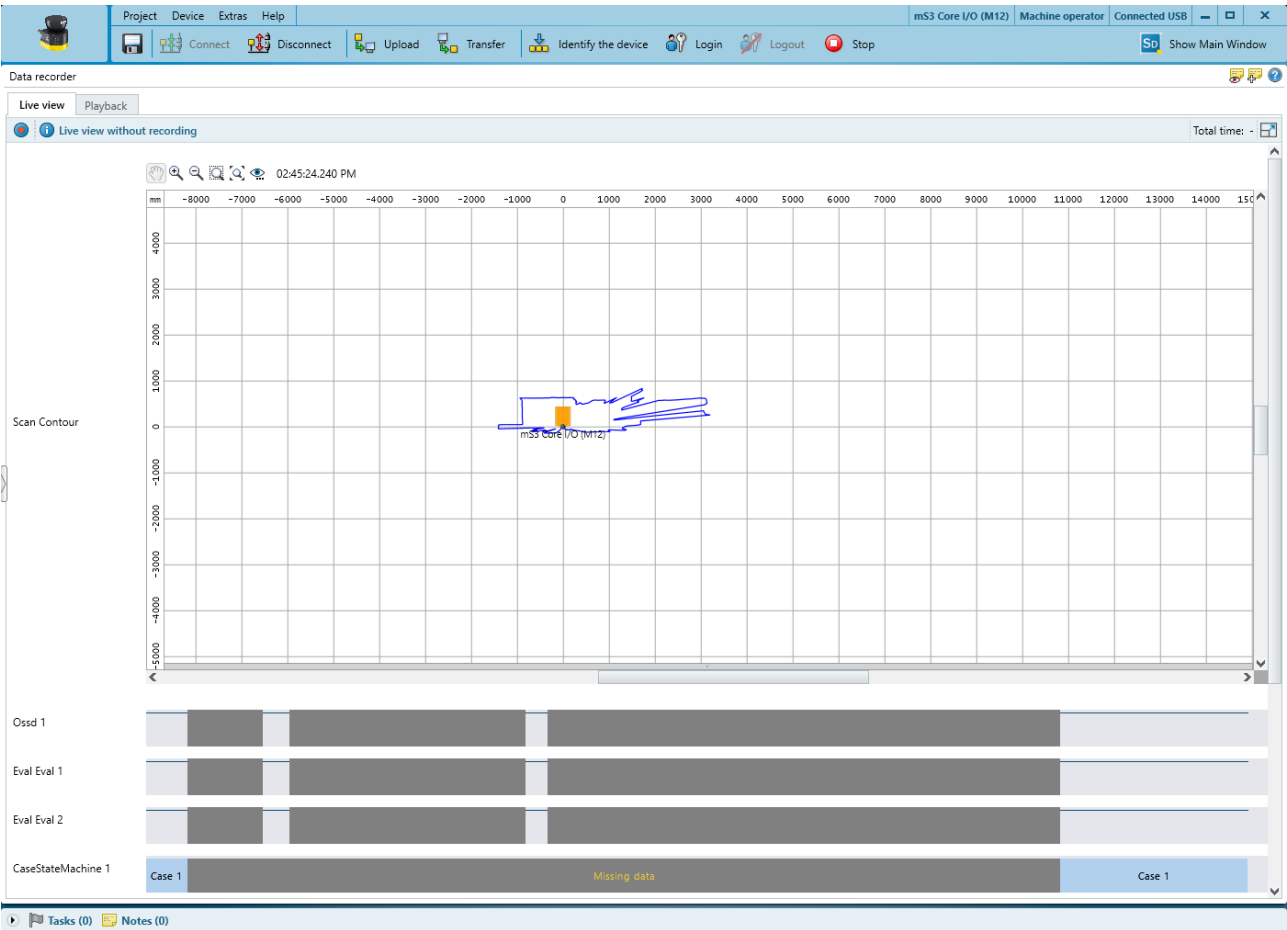 Project Device Extras Help mS3 Core I/O (M12) Machine operator Connected USB
Connect Disconnect Upload Transfer Identify the device Login Logout Stop SD Show Main Window
Data recorder
Live view Playback
Live view without recording Total time: -
02:45:24.240 PM
mm -8000 -7000 -6000 -5000 -4000 -3000 -2000 -1000 0 1000 2000 3000 4000 5000 6000 7000 8000 9000 10000 11000 12000 13000 14000 150
4000
3000
2000
1000
Scan Contour
0
mS3 Core I/O (M12)
-1000
-2000
-3000
-4000
-5000
Ossd 1
Eval Eval 1
Eval Eval 2
CaseStateMachine 1
Case 1 Missing data Case 1
Tasks (0) Notes (0)